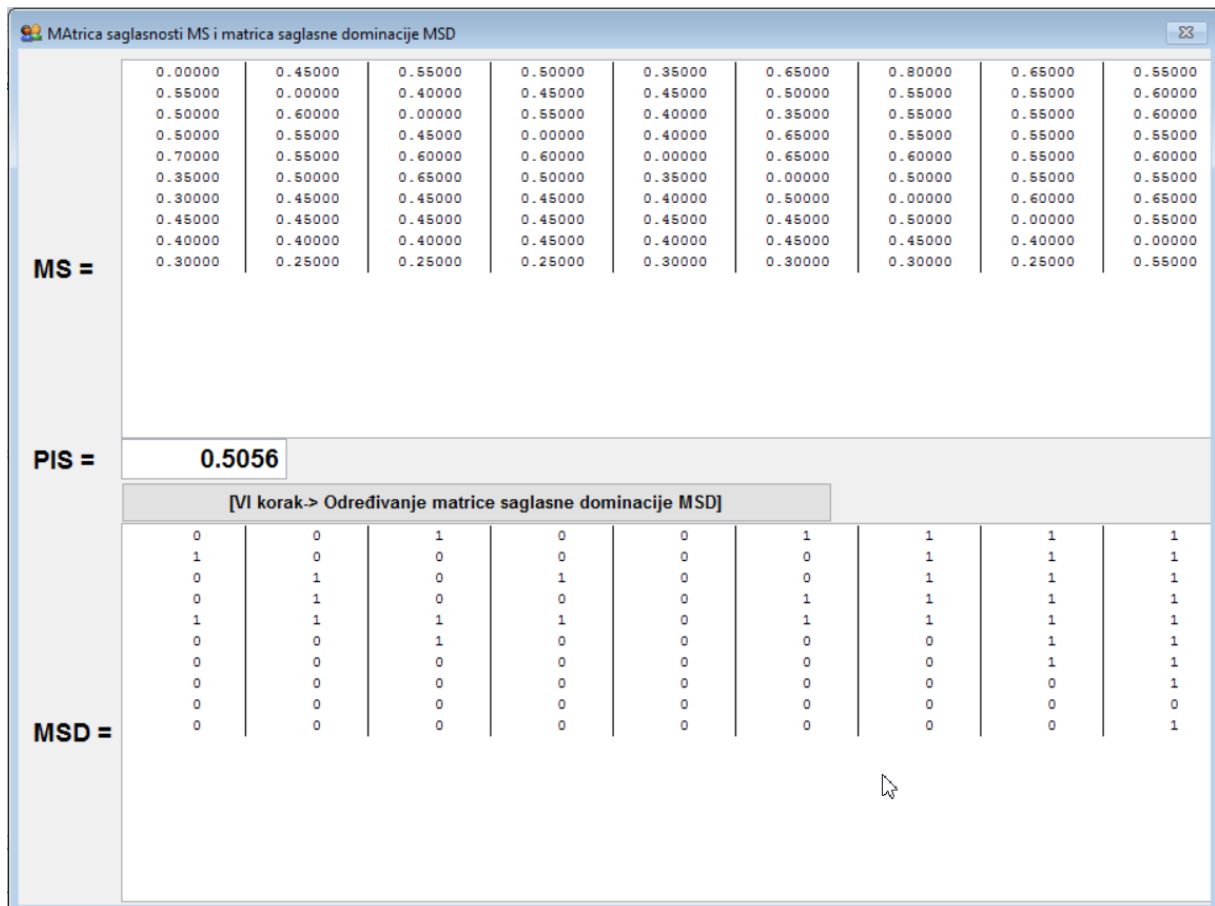 MAtrica saglasnosti MS i matrica saglasne dominacije MSD
0.00000 0.45000 0.55000 0.50000 0.35000 0.65000 0.80000 0.65000 0.55000
0.55000 0.00000 0.40000 0.45000 0.45000 0.50000 0.55000 0.55000 0.60000
0.50000 0.60000 0.00000 0.55000 0.40000 0.35000 0.55000 0.55000 0.60000
0.50000 0.55000 0.45000 0.00000 0.40000 0.65000 0.55000 0.55000 0.55000
0.70000 0.55000 0.60000 0.60000 0.00000 0.65000 0.60000 0.55000 0.60000
0.35000 0.50000 0.65000 0.50000 0.35000 0.00000 0.50000 0.55000 0.55000
0.30000 0.45000 0.45000 0.45000 0.40000 0.50000 0.00000 0.60000 0.65000
0.45000 0.45000 0.45000 0.45000 0.45000 0.45000 0.50000 0.00000 0.55000
0.40000 0.40000 0.40000 0.45000 0.40000 0.45000 0.45000 0.40000 0.00000
MS = 0.30000 0.25000 0.25000 0.25000 0.30000 0.30000 0.30000 0.25000 0.55000
PIS = 0.5056
[VI korak-> Određivanje matrice saglasne dominacije MSD]
0 0 1 0 0 1 1 1 1
1 0 0 0 0 0 1 1 1
0 1 0 1 0 0 1 1 1
0 1 0 0 0 1 1 1 1
1 1 1 1 0 1 1 1 1
0 0 1 0 0 0 0 1 1
0 0 0 0 0 0 0 1 1
0 0 0 0 0 0 0 0 1
0 0 0 0 0 0 0 0 0
MSD = 0 0 0 0 0 0 0 0 1